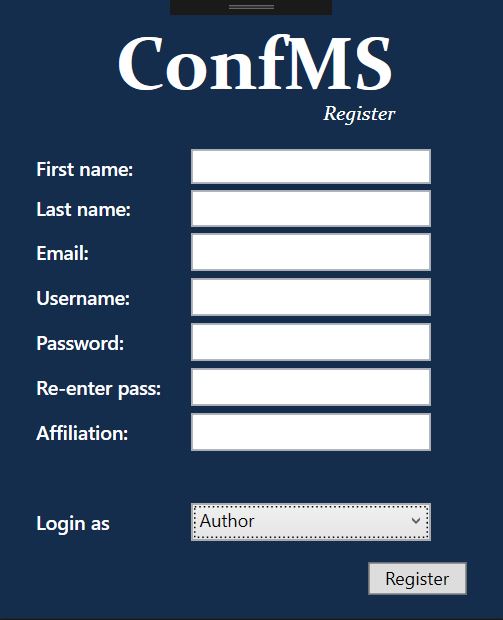 ConfMS
Register
First name:
Last name:
Email:
Username:
Password:
Re-enter pass:
Affiliation:
Login as
Author
Register